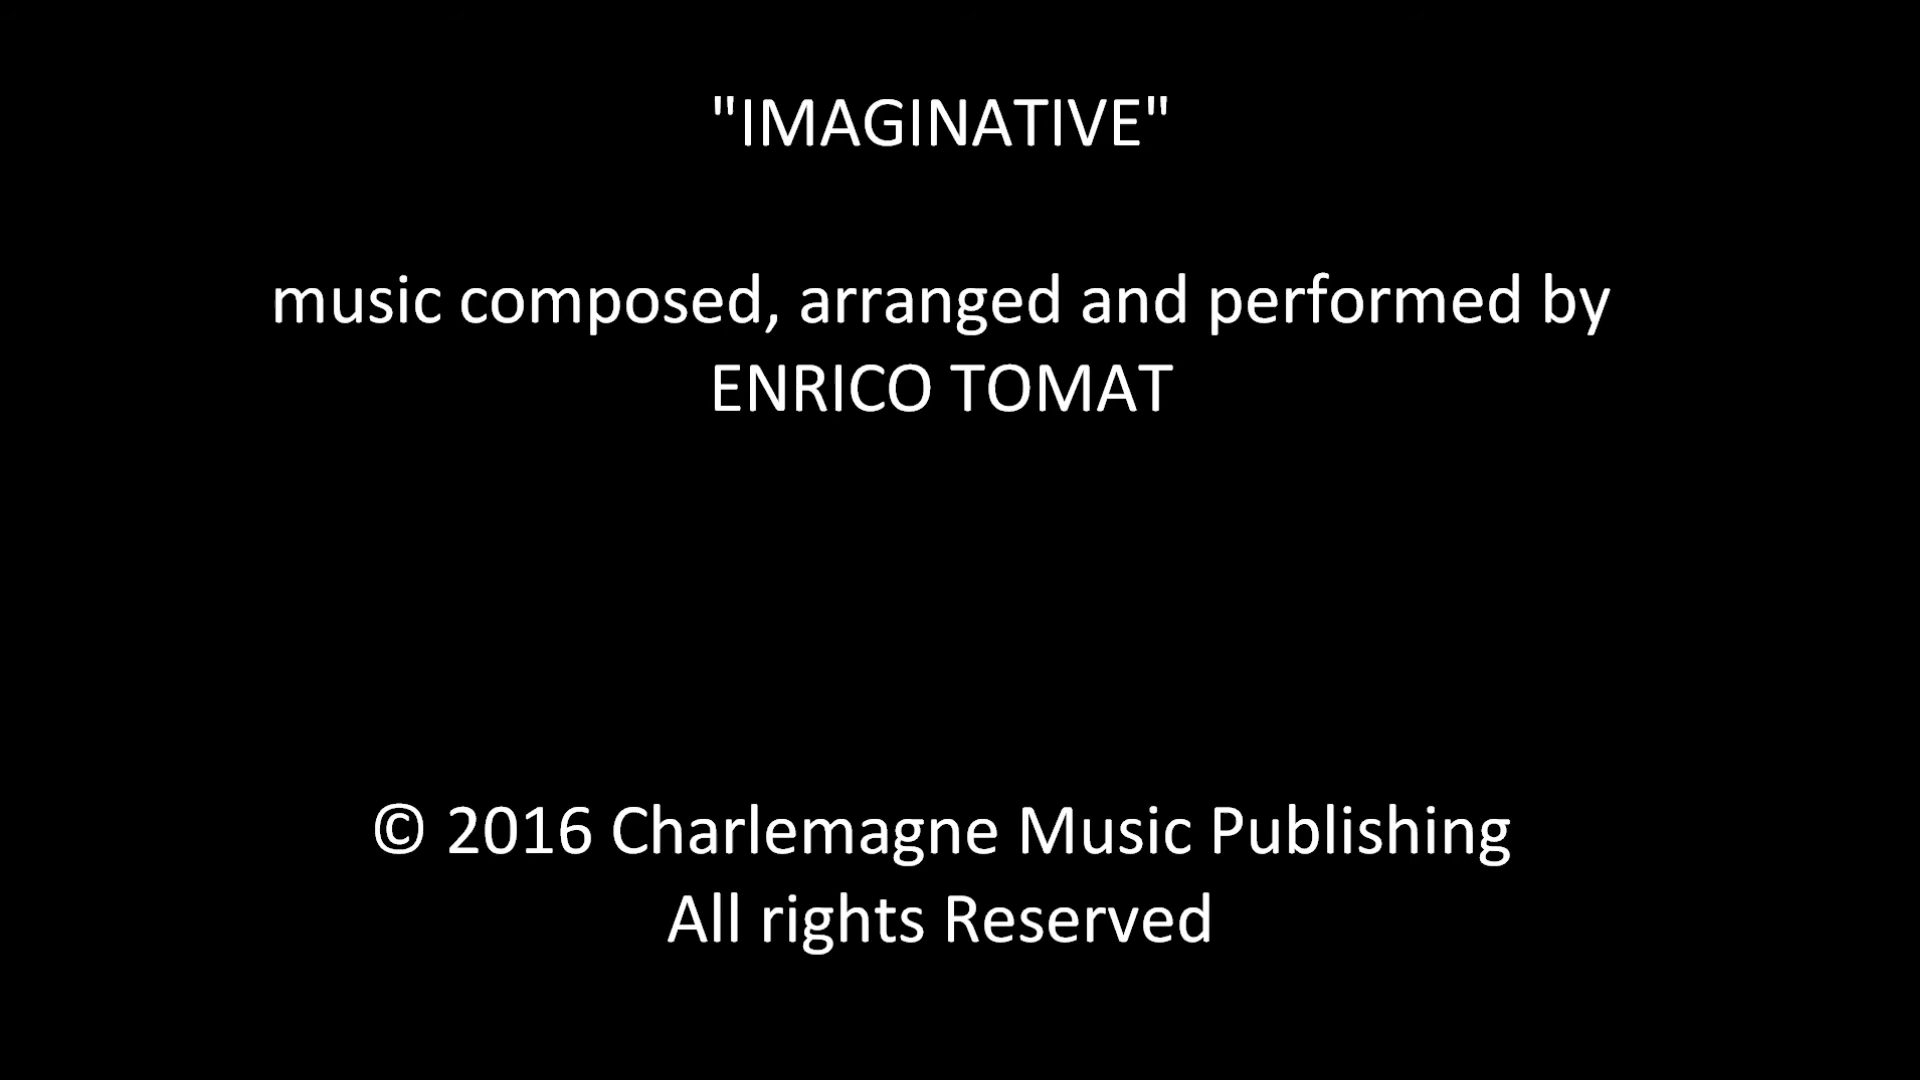 "IMAGINATIVE"
music composed, arranged and performed by
ENRICO TOMAT
© 2016 Charlemagne Music Publishing
All rights Reserved